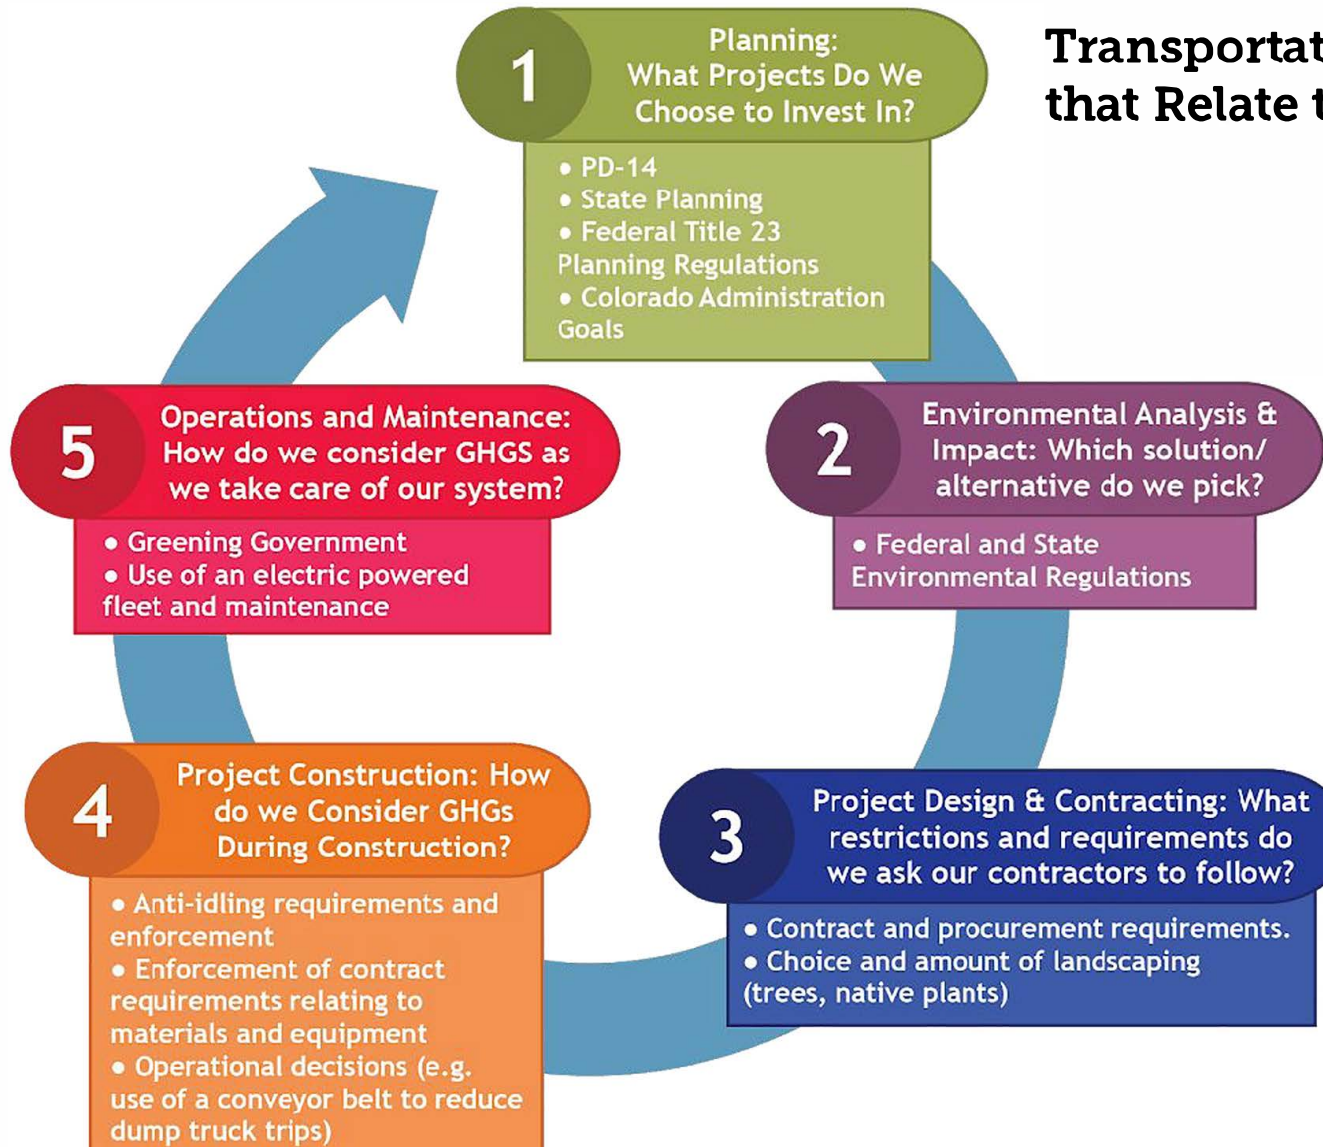 Transportat
that Relate t
1
Planning:
What Projects Do We
Choose to Invest In?
● PD-14
● State Planning
● Federal Title 23
Planning Regulations
● Colorado Administration
Goals
2
Environmental Analysis &
Impact: Which solution/
alternative do we pick?
● Federal and State
Environmental Regulations
3
Project Design & Contracting: What
restrictions and requirements do
we ask our contractors to follow?
● Contract and procurement requirements.
● Choice and amount of landscaping
(trees, native plants)
4
Project Construction: How
do we Consider GHGs
During Construction?
● Anti-idling requirements and
enforcement
● Enforcement of contract
requirements relating to
materials and equipment
● Operational decisions (e.g.
use of a conveyor belt to reduce
dump truck trips)
5
Operations and Maintenance:
How do we consider GHGS as
we take care of our system?
● Greening Government
● Use of an electric powered
fleet and maintenance